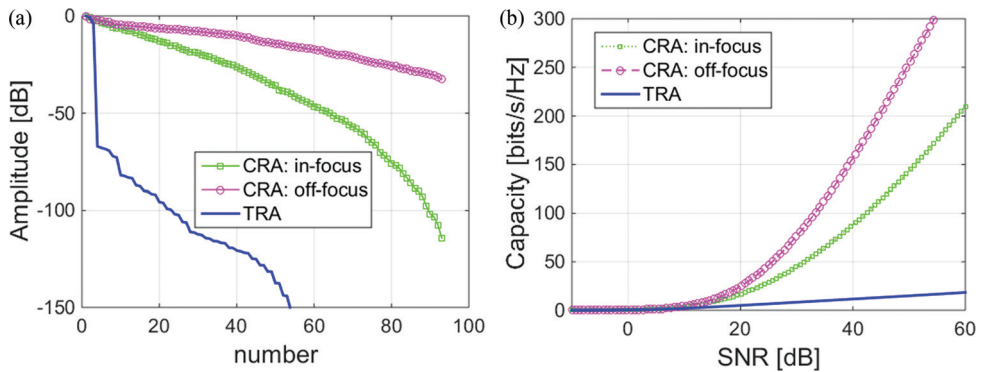 (a)
Amplitude [dB]
0
-50
-100
-150
CRA: in-focus
CRA: off-focus
TRA
0 20 40 60 80 100
number
(b)
Capacity [bits/s/Hz]
300
250
200
150
100
50
0
CRA: in-focus
CRA: off-focus
TRA
0 20 40 60
SNR [dB]